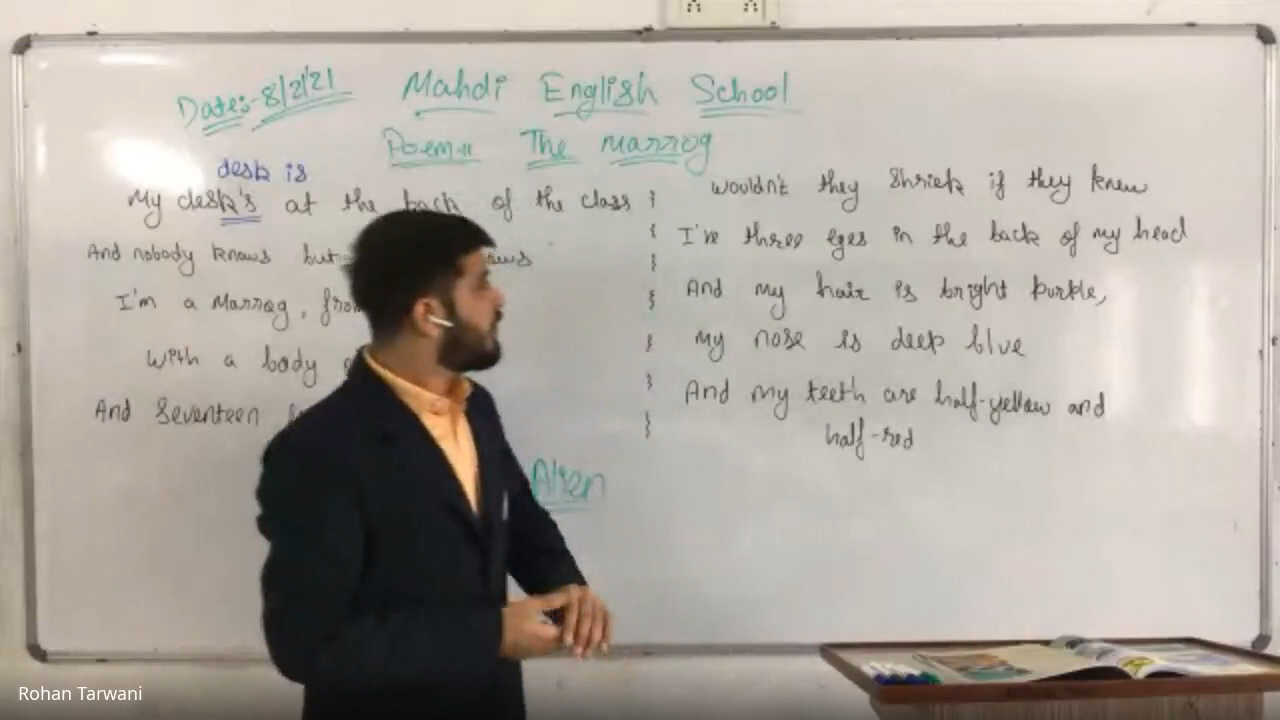 Date:-8/2/21
Mahdi English School
Poem:- The Marrog
desk is
My desk's at the back of the class
And nobody knows but
I'm a Marrog,
With a body
And Seventeen
wouldn't they Shriek if they knew
I've three eyes in the back of my head
And my hair is bright purple,
My nose is deep blue
And my teeth are half-yellow and
half-red
Alien
Rohan Tarwani